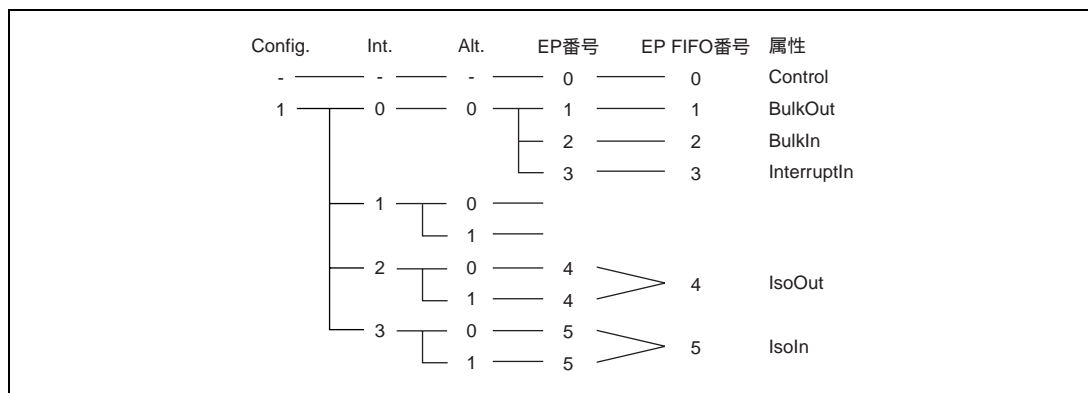 Config. Int. Alt. EP番号 EP FIFO番号 属性
- - - 0 0 Control
1 0 0 1 1 BulkOut
2 2 BulkIn
3 3 InterruptIn
1 0
1
2 0 4
4 IsoOut
1 4
3 0 5
5 IsoIn
1 5